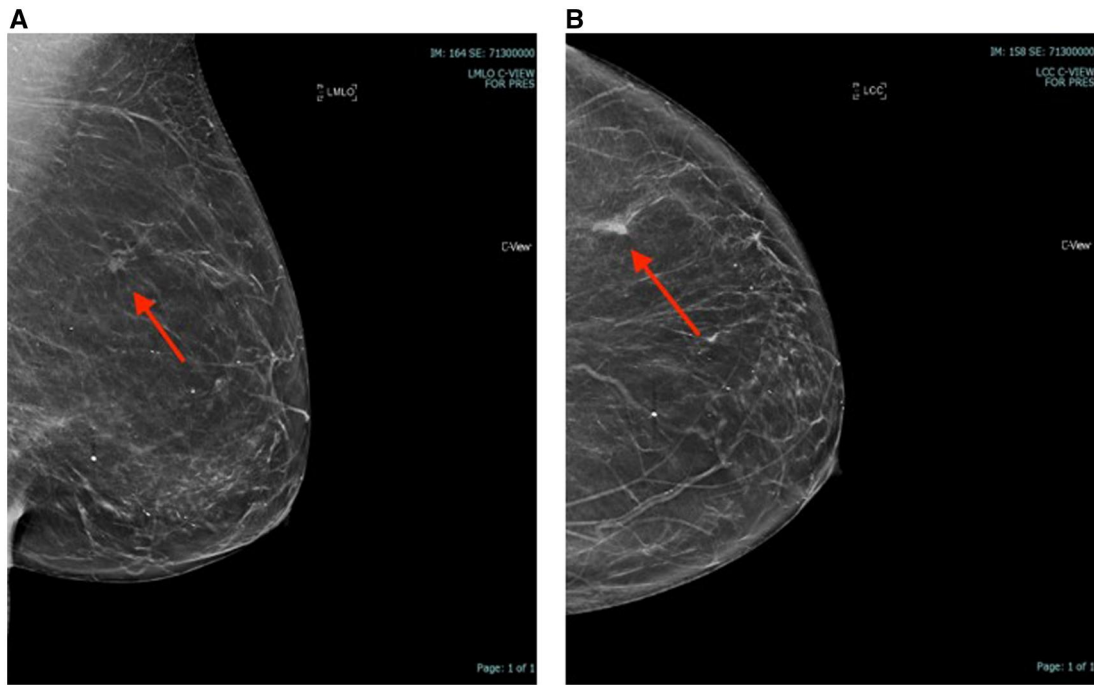 A
IM: 164 SE: 71300000
LMLO C-VIEW
FOR PRES
LMLO
C-View
Page: 1 of 1
B
IM: 158 SE: 71300000
LCC C-VIEW
FOR PRES
LCC
C-View
Page: 1 of 1